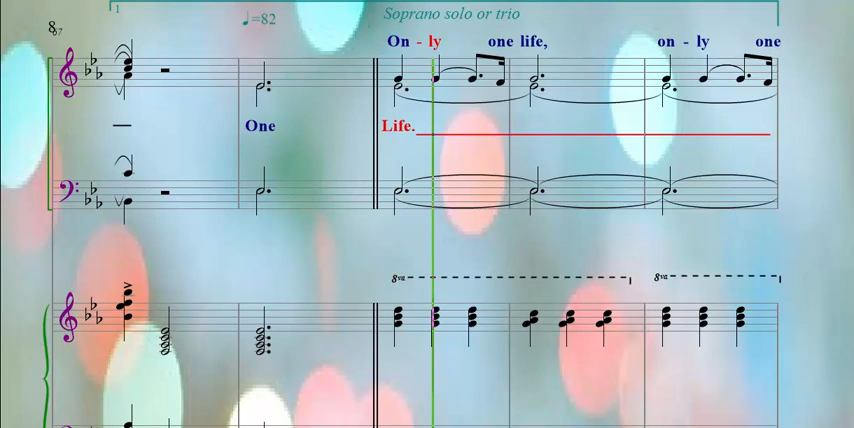 1
♩=82
Soprano solo or trio
87
On - ly one life, on - ly one
One Life.
8va
8va